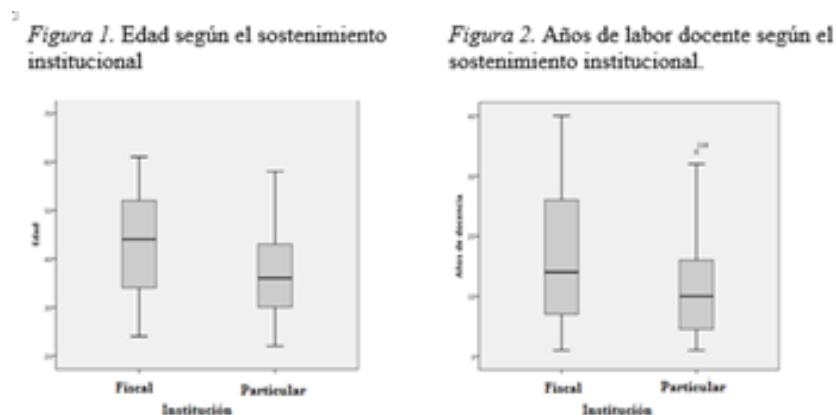 Figura 1. Edad según el sostenimiento
institucional
Figura 2. Años de labor docente según el
sostenimiento institucional.
Edad
Fiscal
Particular
Institución
Años de docencia
Fiscal
Particular
Institución